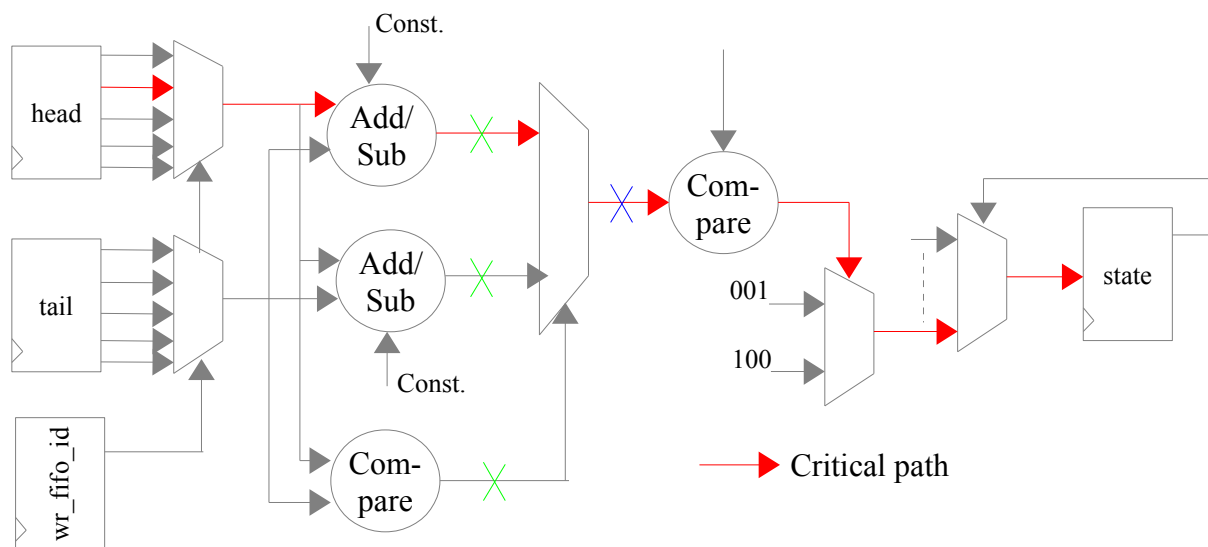 Const.
head
Add/
Sub
Com-
pare
tail
Add/
Sub
001
state
100
Const.
wr_fifo_id
Com-
pare
Critical path